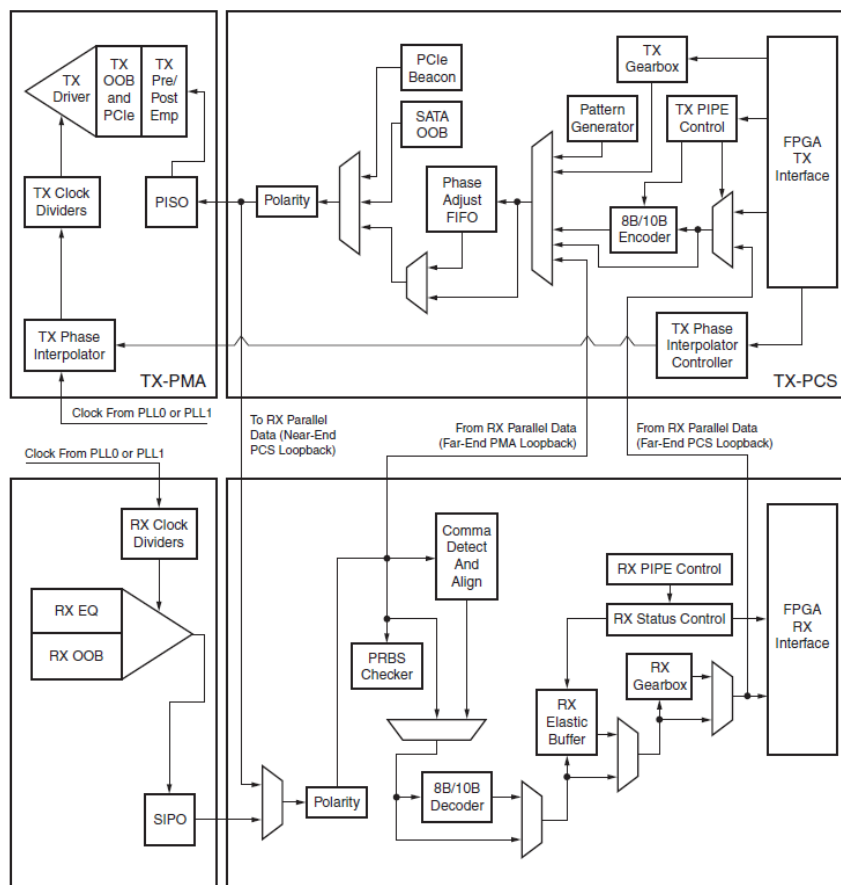 TX
Driver
TX
OOB
and
PCIe
TX
Pre/
Post
Emp
TX Clock
Dividers
PISO
TX Phase
Interpolator
TX-PMA
Clock From PLL0 or PLL1
PCIe
Beacon
SATA
OOB
Polarity
Phase
Adjust
FIFO
Pattern
Generator
TX
Gearbox
TX PIPE
Control
8B/10B
Encoder
FPGA
TX
Interface
TX Phase
Interpolator
Controller
TX-PCS
To RX Parallel
Data (Near-End
PCS Loopback)
From RX Parallel Data
(Far-End PMA Loopback)
From RX Parallel Data
(Far-End PCS Loopback)
Clock From PLL0 or PLL1
RX Clock
Dividers
RX EQ
RX OOB
SIPO
Polarity
Comma
Detect
And
Align
PRBS
Checker
8B/10B
Decoder
RX
Elastic
Buffer
RX PIPE Control
RX Status Control
RX
Gearbox
FPGA
RX
Interface